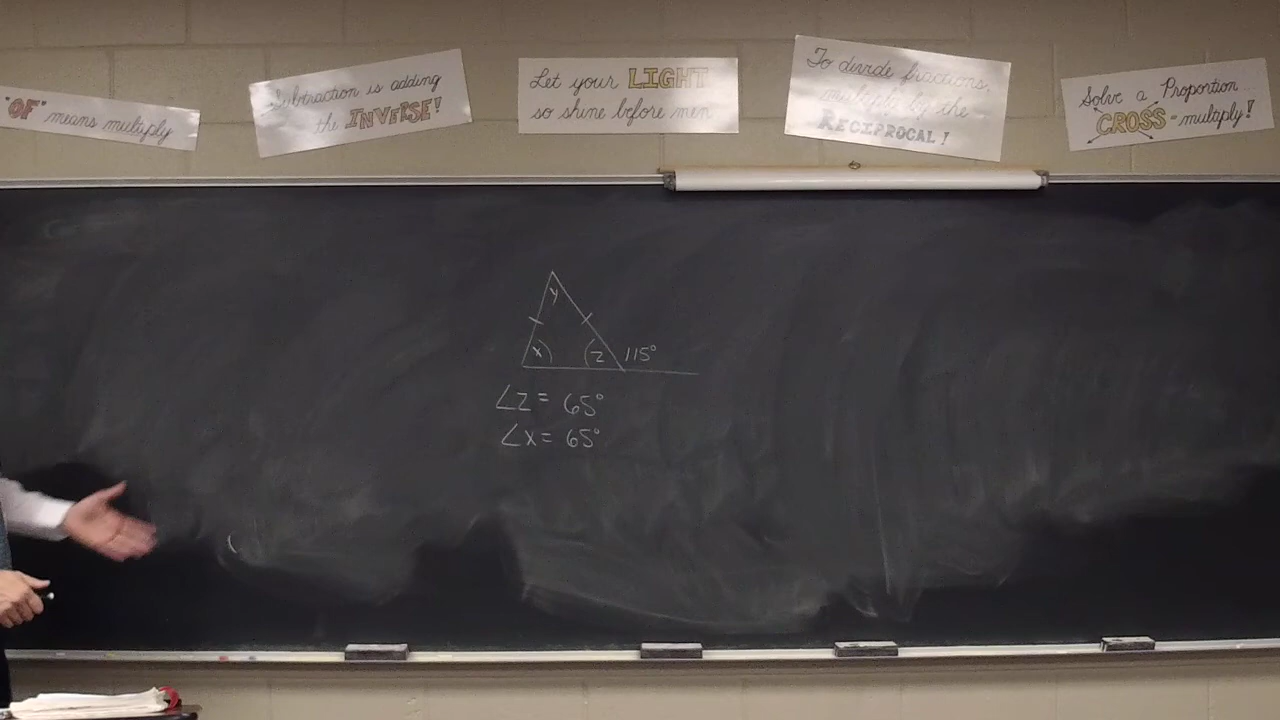 "OF" means multiply
Subtraction is adding
the INVERSE!
Let your LIGHT
so shine before men
To divide fractions,
multiply by the
RECIPROCAL!
Solve a Proportion...
CROSS-multiply!
y
x
z
115°
∠z = 65°
∠x = 65°